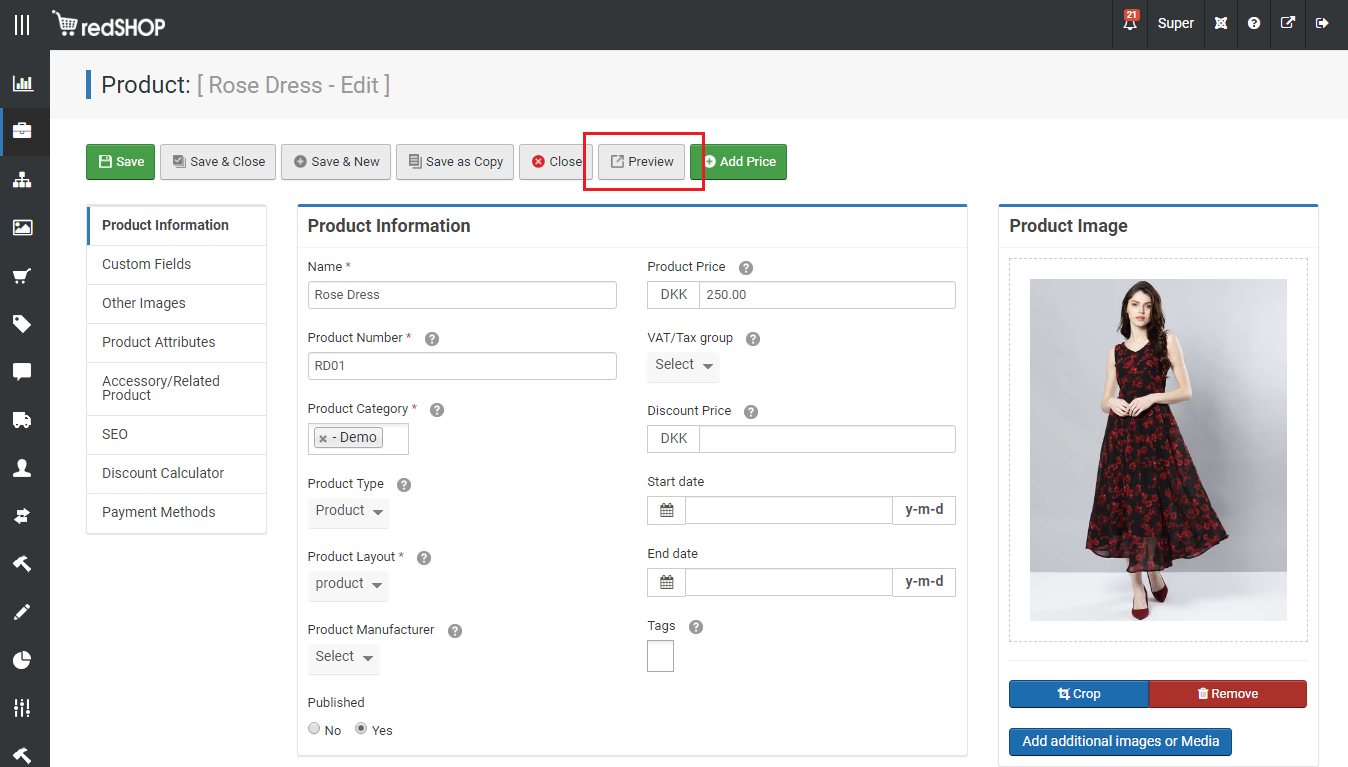 redSHOP
21
Super
Product: [ Rose Dress - Edit ]
Save
Save & Close
Save & New
Save as Copy
Close
Preview
Add Price
Product Information
Custom Fields
Other Images
Product Attributes
Accessory/Related
Product
SEO
Discount Calculator
Payment Methods
Product Information
Name *
Rose Dress
Product Number *
RD01
Product Category *
- Demo
Product Type
Product
Product Layout *
product
Product Manufacturer
Select
Published
No
Yes
Product Price
DKK
250.00
VAT/Tax group
Select
Discount Price
DKK
Start date
y-m-d
End date
y-m-d
Tags
Product Image
Crop
Remove
Add additional images or Media